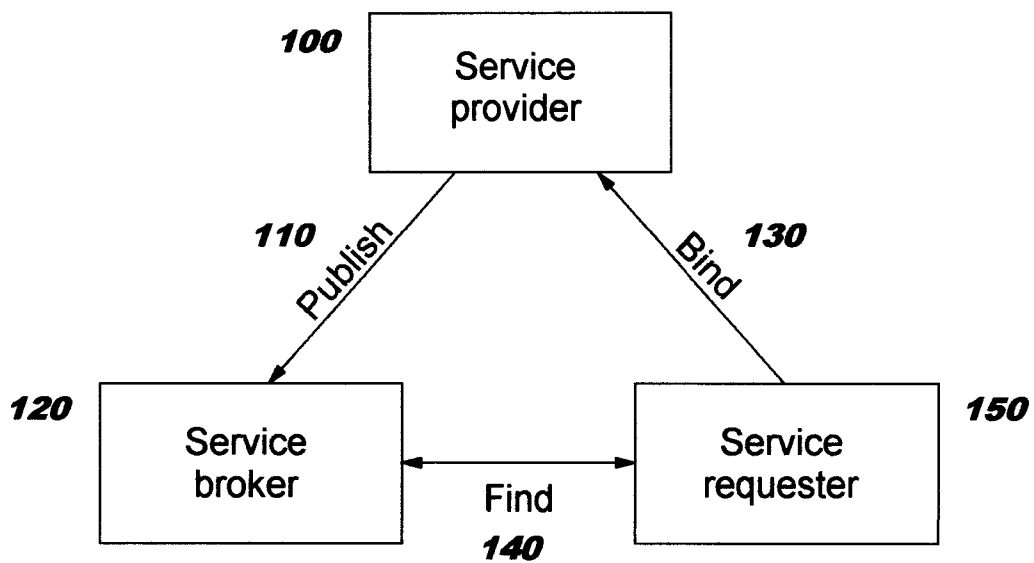 100
Service
provider
110
Publish
130
Bind
120
Service
broker
Find
140
Service
requester
150